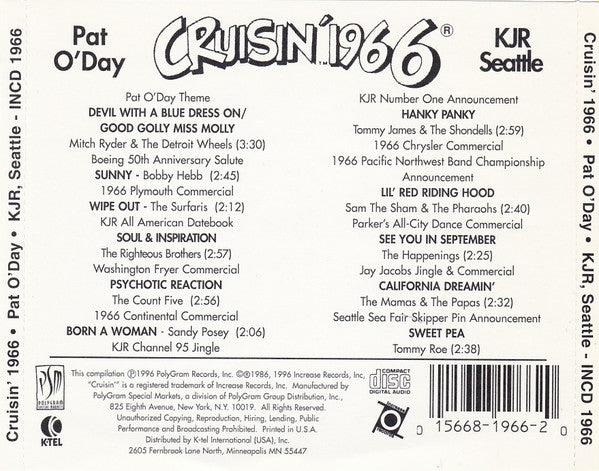 Pat
O'Day
CRUISIN' 1966®
TM
KJR
Seattle
Pat O'Day Theme
DEVIL WITH A BLUE DRESS ON/
GOOD GOLLY MISS MOLLY
Mitch Ryder & The Detroit Wheels (3:30)
Boeing 50th Anniversary Salute
SUNNY - Bobby Hebb (2:45)
1966 Plymouth Commercial
WIPE OUT - The Surfaris (2:12)
KJR All American Datebook
SOUL & INSPIRATION
The Righteous Brothers (2:57)
Washington Fryer Commercial
PSYCHOTIC REACTION
The Count Five (2:56)
1966 Continental Commercial
BORN A WOMAN - Sandy Posey (2:06)
KJR Channel 95 Jingle
KJR Number One Announcement
HANKY PANKY
Tommy James & The Shondells (2:59)
1966 Chrysler Commercial
1966 Pacific Northwest Band Championship
Announcement
LIL' RED RIDING HOOD
Sam The Sham & The Pharaohs (2:40)
Parker's All-City Dance Commercial
SEE YOU IN SEPTEMBER
The Happenings (2:25)
Jay Jacobs Jingle & Commercial
CALIFORNIA DREAMIN'
The Mamas & The Papas (2:32)
Seattle Sea Fair Skipper Pin Announcement
SWEET PEA
Tommy Roe (2:38)
PSM
POLYGRAM
SPECIAL MARKETS
K-TEL
This compilation ℗1996 PolyGram Records, Inc. ©®1986, 1996 Increase Records, Inc,
"Cruisin'" is a registered trademark of Increase Records, Inc. Manufactured by
PolyGram Special Markets, a division of PolyGram Group Distribution, Inc.,
825 Eighth Avenue, New York, N.Y. 10019. All Rights Reserved.
Unauthorized Copying, Reproduction, Hiring, Lending, Public
Performance and Broadcasting Prohibited. Printed in U.S.A.
Distributed by K-tel International (USA), Inc.
2605 Fernbrook Lane North, Minneapolis MN 55447
COMPACT
disc
DIGITAL AUDIO
0 15668-1966-2 0
Cruisin' 1966 • Pat O'Day • KJR, Seattle - INCD 1966
Cruisin' 1966 • Pat O'Day • KJR, Seattle - INCD 1966